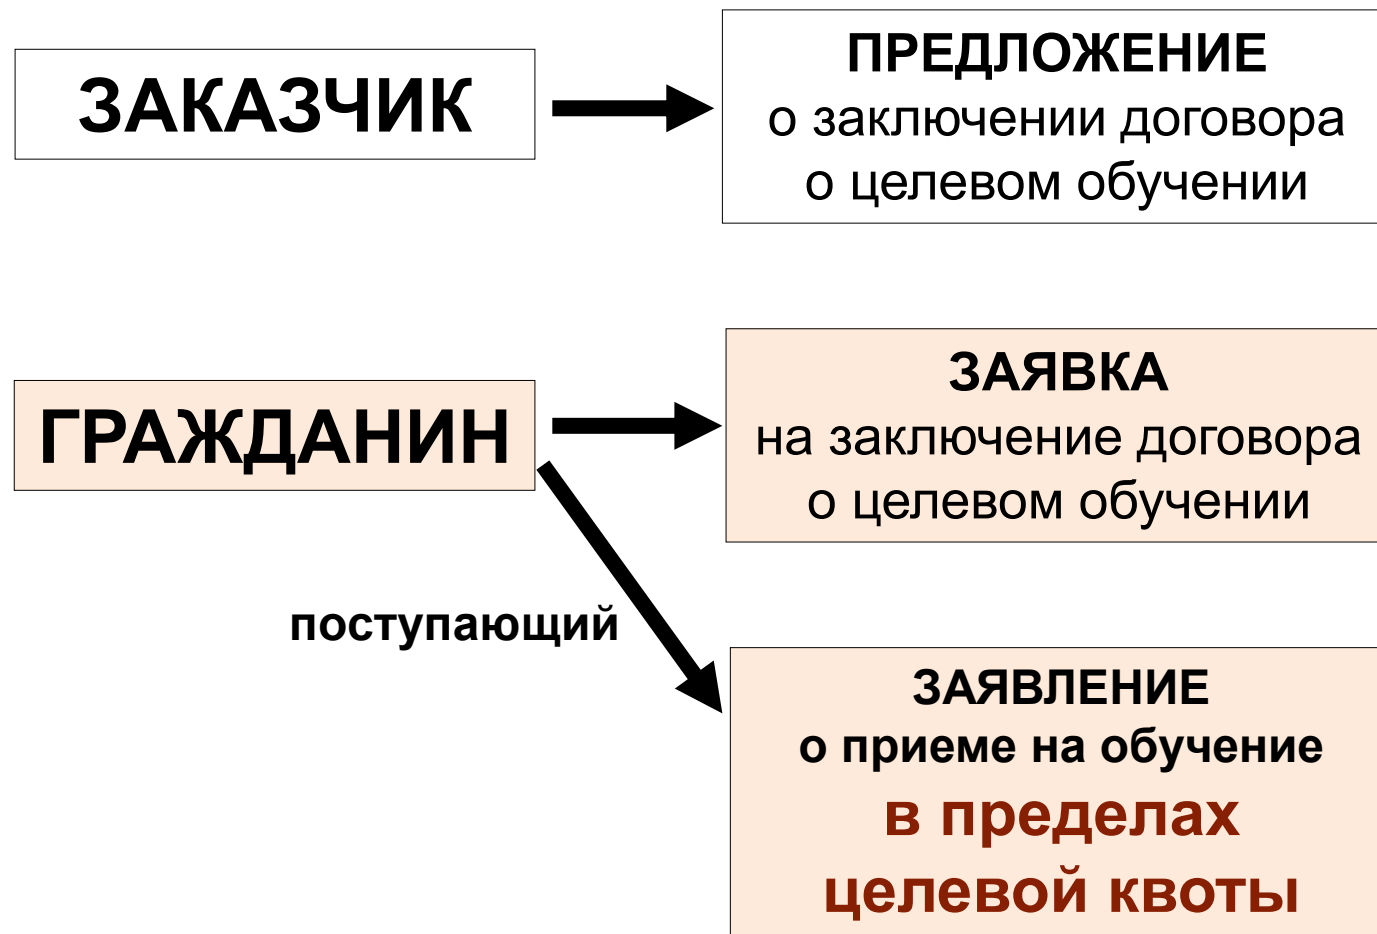 ЗАКАЗЧИК
ПРЕДЛОЖЕНИЕ
о заключении договора
о целевом обучении
ГРАЖДАНИН
ЗАЯВКА
на заключение договора
о целевом обучении
поступающий
ЗАЯВЛЕНИЕ
о приеме на обучение
в пределах
целевой квоты